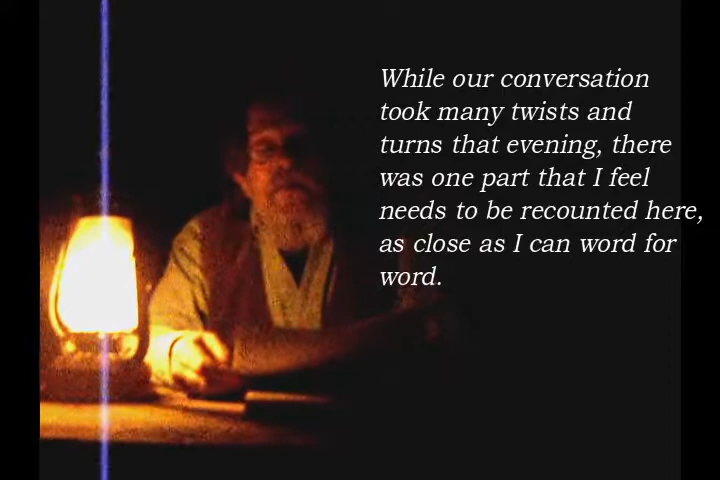 While our conversation
took many twists and
turns that evening, there
was one part that I feel
needs to be recounted here,
as close as I can word for
word.